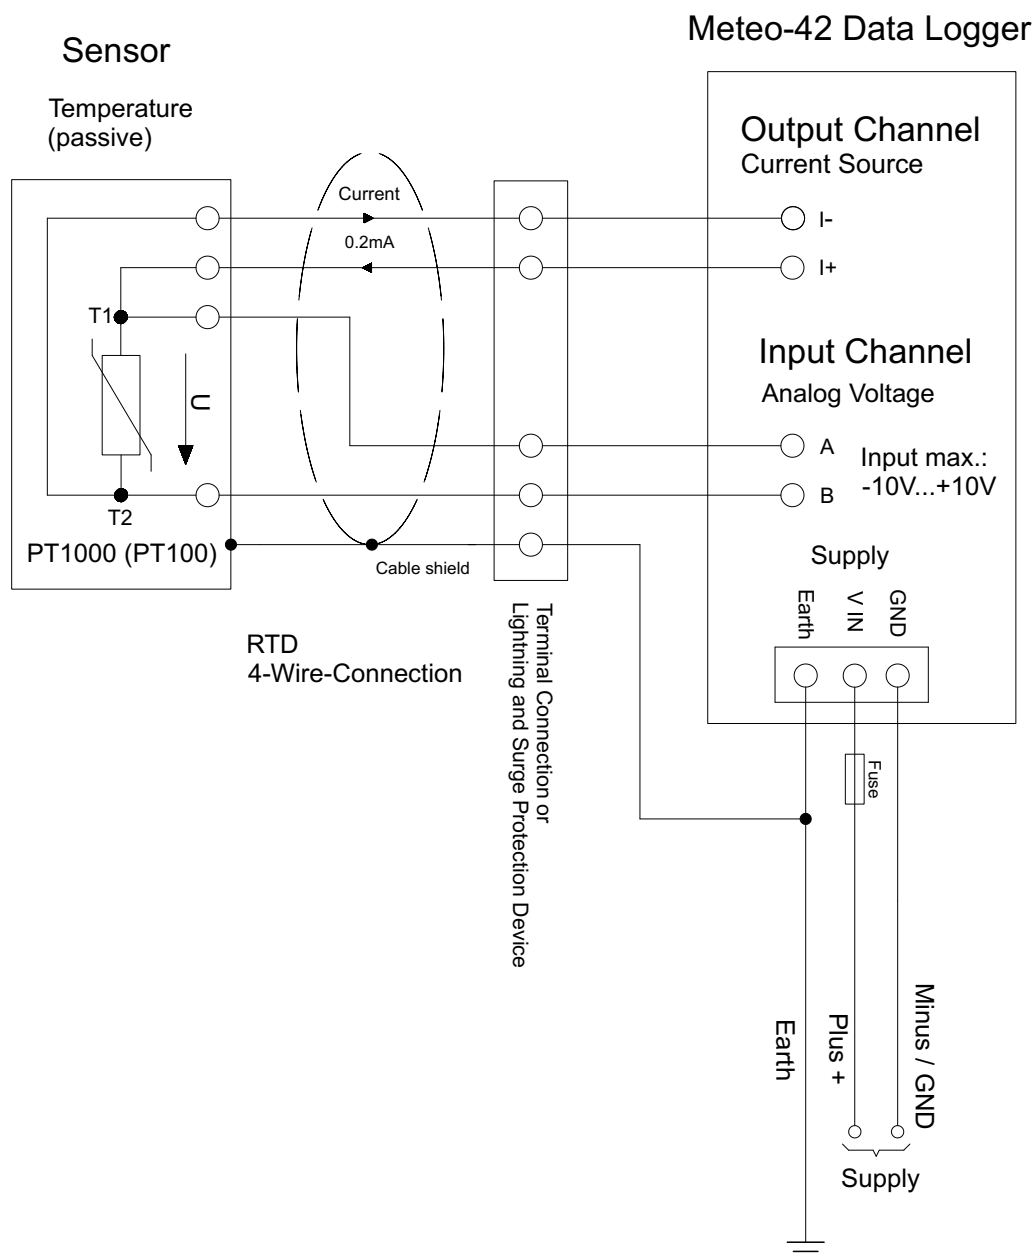 Meteo-42 Data Logger
Sensor
Temperature
(passive)
Output Channel
Current Source
Current
0.2mA
I-
I+
T1
U
T2
PT1000 (PT100)
Input Channel
Analog Voltage
A
B
Input max.:
-10V...+10V
Cable shield
Supply
Earth
V IN
GND
RTD
4-Wire-Connection
Terminal Connection or
Lightning and Surge Protection Device
Fuse
Earth
Plus +
Minus / GND
Supply